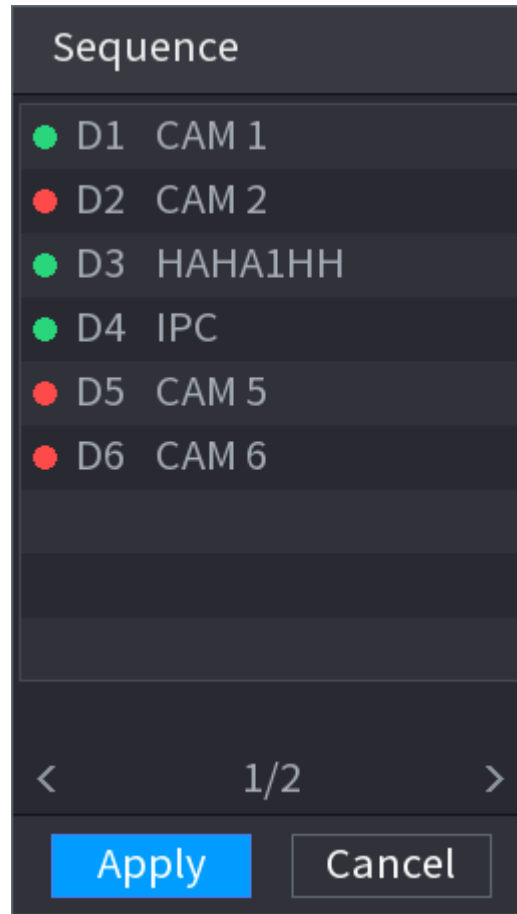 Sequence
D1 CAM 1
D2 CAM 2
D3 HAHA1HH
D4 IPC
D5 CAM 5
D6 CAM 6
< 1/2 >
Apply Cancel